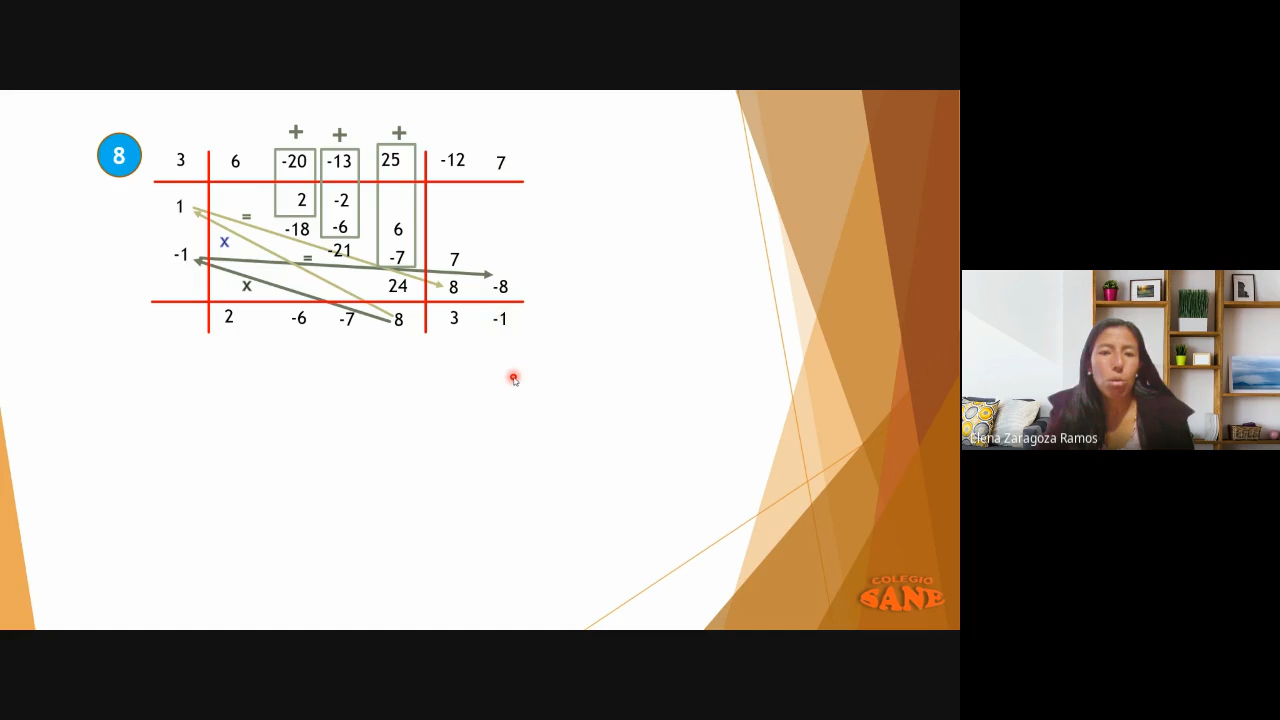 + + +
8
3 6 -20 -13 25 -12 7
1 = 2 -2
-18 -6 6
x
-21
-1 = -7 7
x 24 8 -8
2 -6 -7 8 3 -1
COLEGIO
SANE
Elena Zaragoza Ramos